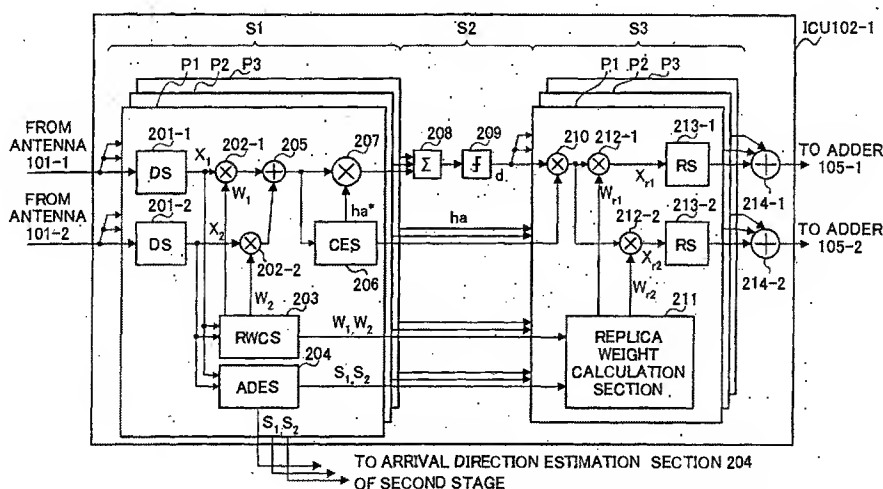 S1 S2 S3
ICU102-1
P1 P2 P3
P1 P2 P3
FROM
ANTENNA
101-1
201-1
DS
X1
202-1
W1
205
207
208
Σ
209
d
210
212-1
Wr1
Xr1
213-1
RS
214-1
TO ADDER
105-1
FROM
ANTENNA
101-2
201-2
DS
X2
202-2
W2
ha*
CES
206
ha
212-2
Xr2
Wr2
213-2
RS
214-2
TO ADDER
105-2
203
RWCS
W1, W2
211
REPLICA
WEIGHT
CALCULATION
SECTION
204
ADES
S1, S2
S1, S2
TO ARRIVAL DIRECTION ESTIMATION SECTION 204
OF SECOND STAGE